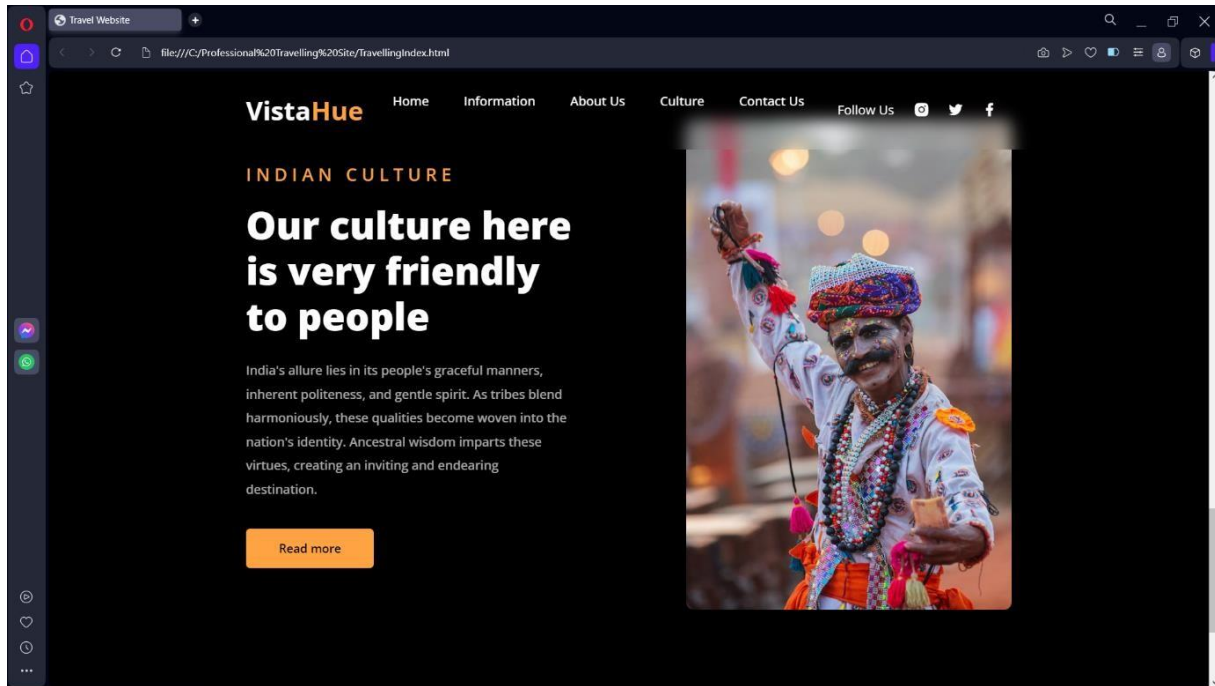 Travel Website
file:///C:/Professional%20Travelling%20Site/TravellingIndex.html
VistaHue Home Information About Us Culture Contact Us Follow Us
INDIAN CULTURE
Our culture here
is very friendly
to people
India's allure lies in its people's graceful manners,
inherent politeness, and gentle spirit. As tribes blend
harmoniously, these qualities become woven into the
nation's identity. Ancestral wisdom imparts these
virtues, creating an inviting and endearing
destination.
Read more